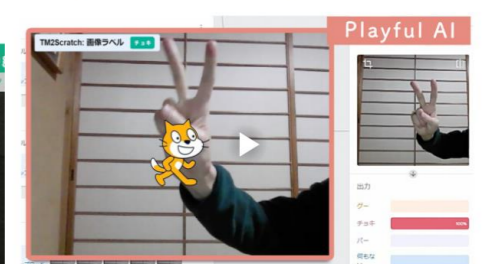 Playful AI
TM2Scratch: 画像ラベル チョキ
出力
グー
チョキ 100%
パー
何もな